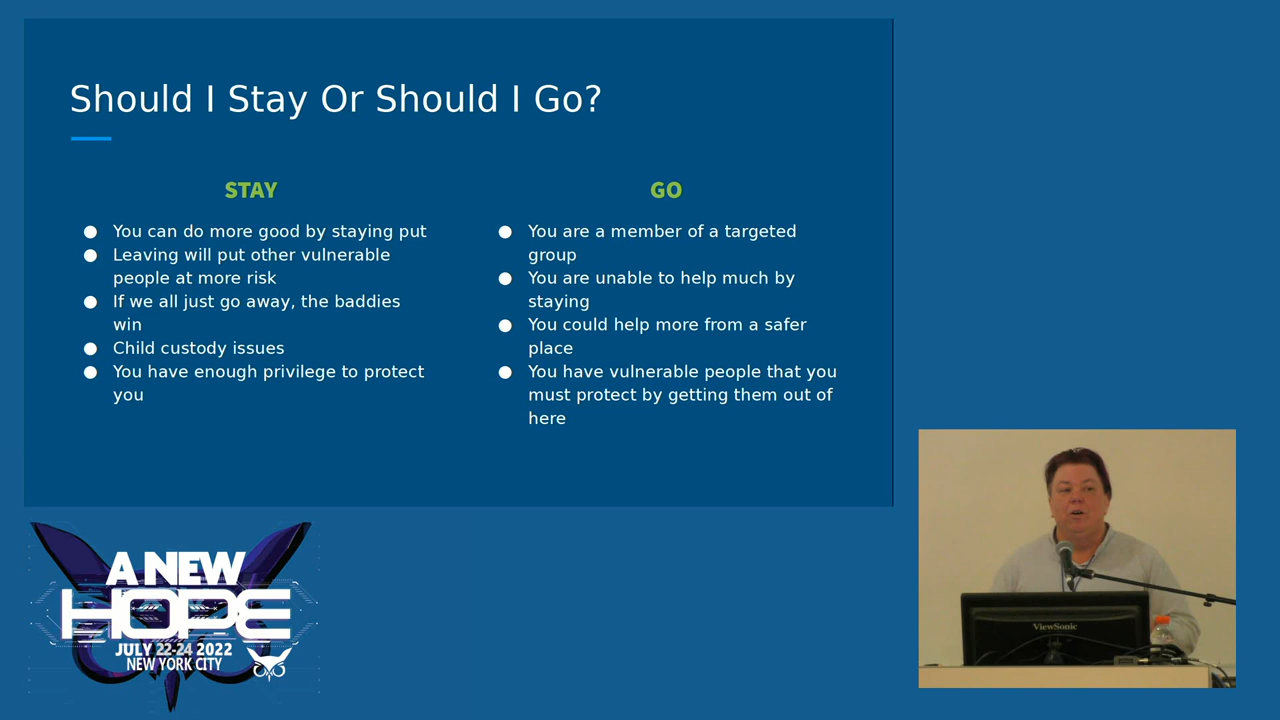 Should I Stay Or Should I Go?
STAY
● You can do more good by staying put
● Leaving will put other vulnerable
people at more risk
● If we all just go away, the baddies
win
● Child custody issues
● You have enough privilege to protect
you
GO
● You are a member of a targeted
group
● You are unable to help much by
staying
● You could help more from a safer
place
● You have vulnerable people that you
must protect by getting them out of
here
A NEW
HOPE
JULY 22-24 2022
NEW YORK CITY
ViewSonic